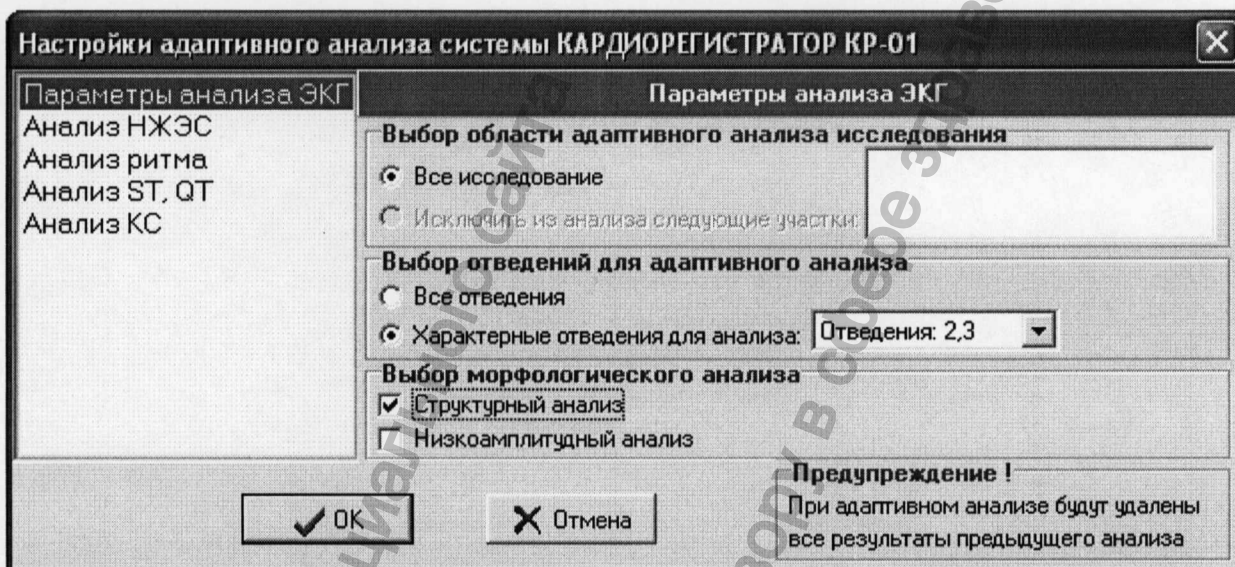 Настройки адаптивного анализа системы КАРДИОРЕГИСТРАТОР КР-01
Параметры анализа ЭКГ
Анализ НЖЭС
Анализ ритма
Анализ ST, QT
Анализ КС
Параметры анализа ЭКГ
Выбор области адаптивного анализа исследования
Все исследование
Исключить из анализа следующие участки:
Выбор отведений для адаптивного анализа
Все отведения
Характерные отведения для анализа: Отведения: 2,3
Выбор морфологического анализа
Структурный анализ
Низкоамплитудный анализ
Предупреждение !
При адаптивном анализе будут удалены
все результаты предыдущего анализа
OK
Отмена